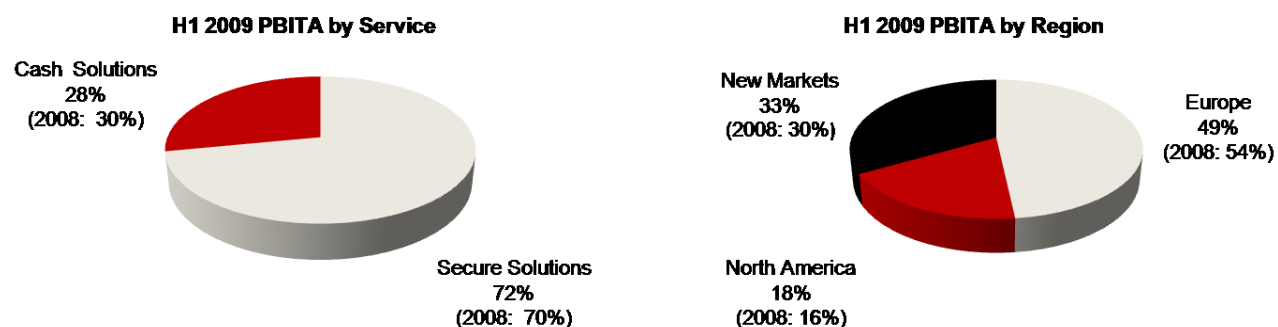 H1 2009 PBITA by Service
Cash Solutions
28%
(2008: 30%)
Secure Solutions
72%
(2008: 70%)
H1 2009 PBITA by Region
New Markets
33%
(2008: 30%)
Europe
49%
(2008: 54%)
North America
18%
(2008: 16%)